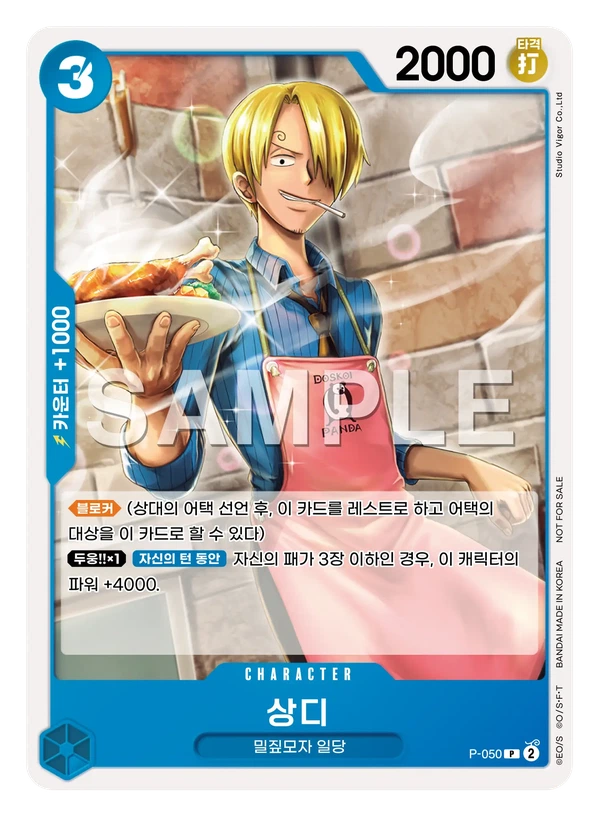 3
2000
타격
打
Studio Vigor Co.,Ltd
카운터 +1000
DOSKOI
PANDA
SAMPLE
블로커 (상대의 어택 선언 후, 이 카드를 레스트로 하고 어택의
대상을 이 카드로 할 수 있다)
두웅!!×1 자신의 턴 동안 자신의 패가 3장 이하인 경우, 이 캐릭터의
파워 +4000.
CHARACTER
상디
밀짚모자 일당
P-050 P 2
©EO/S ©O/S·F·T BANDAI MADE IN KOREA NOT FOR SALE